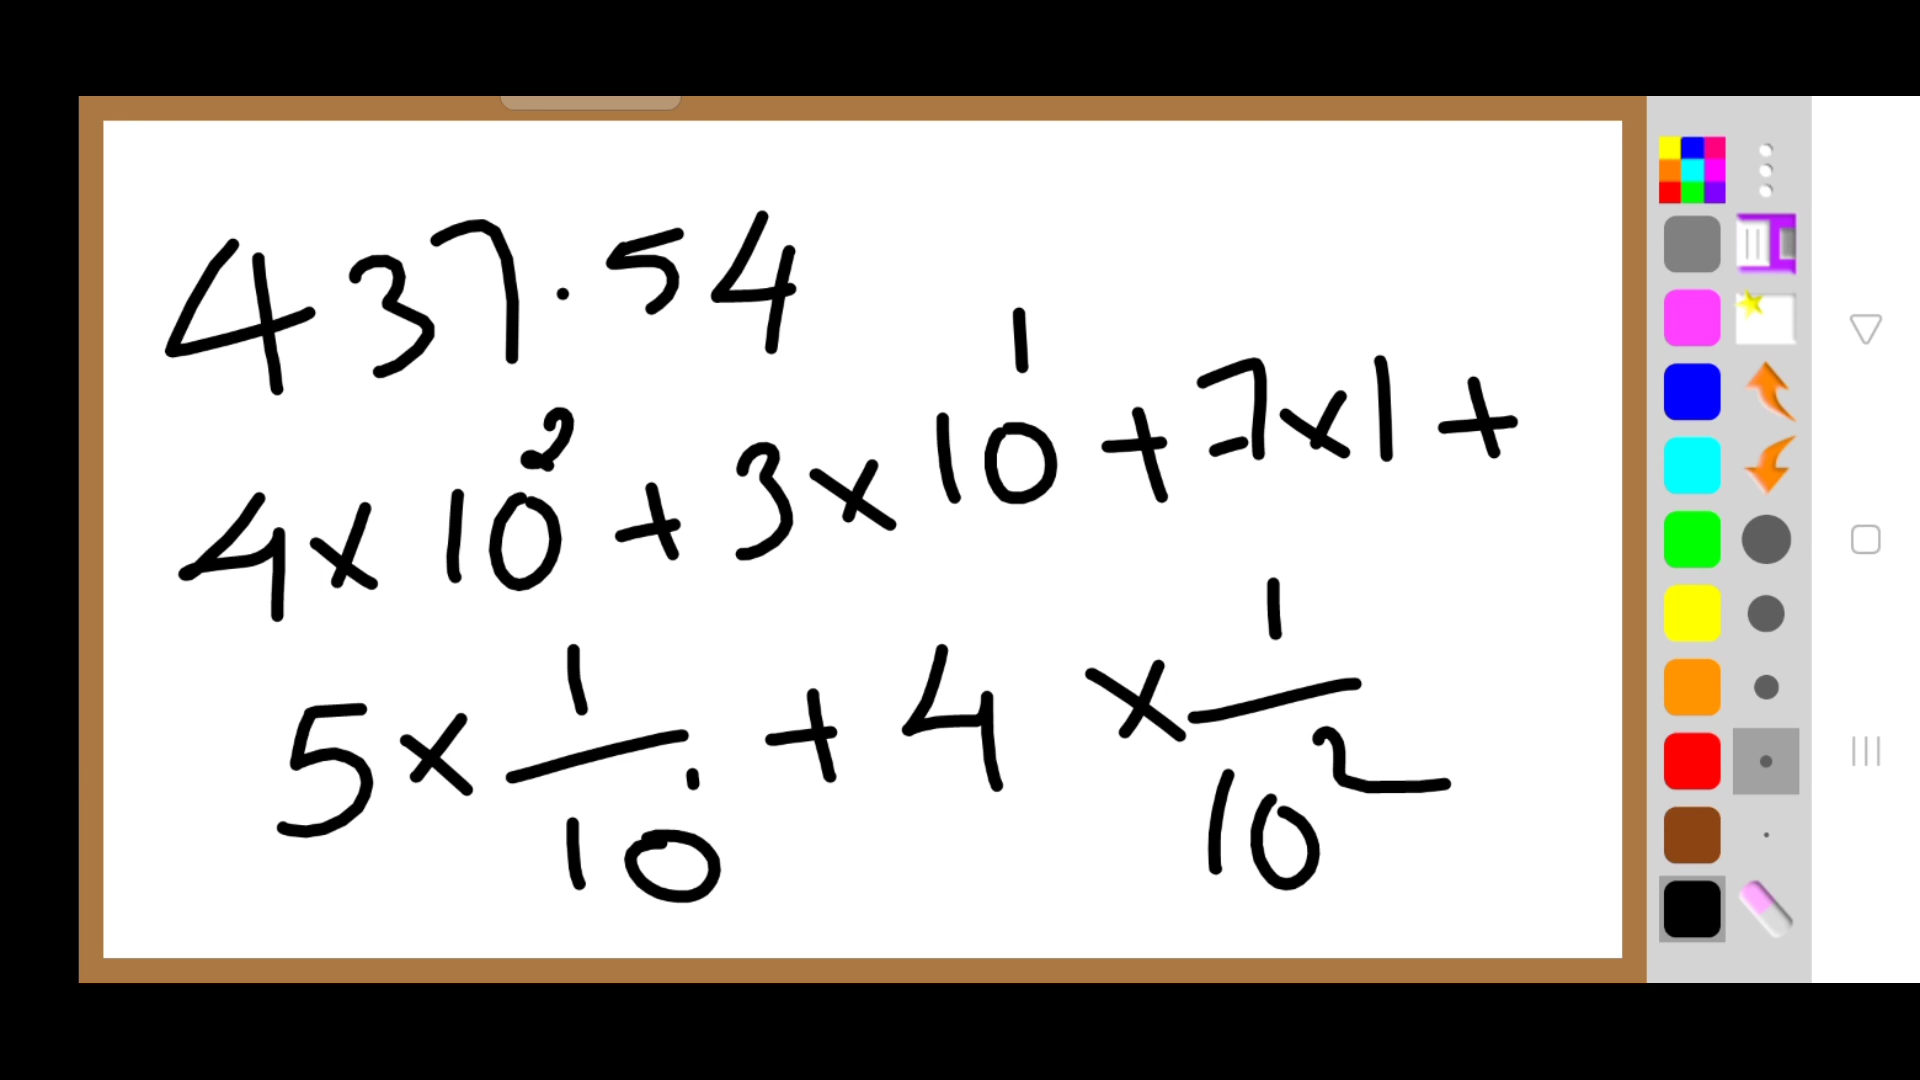 437.54
4 x 10² + 3 x 10¹ + 7 x 1 +
5 x 1/10 + 4 x 1/10²